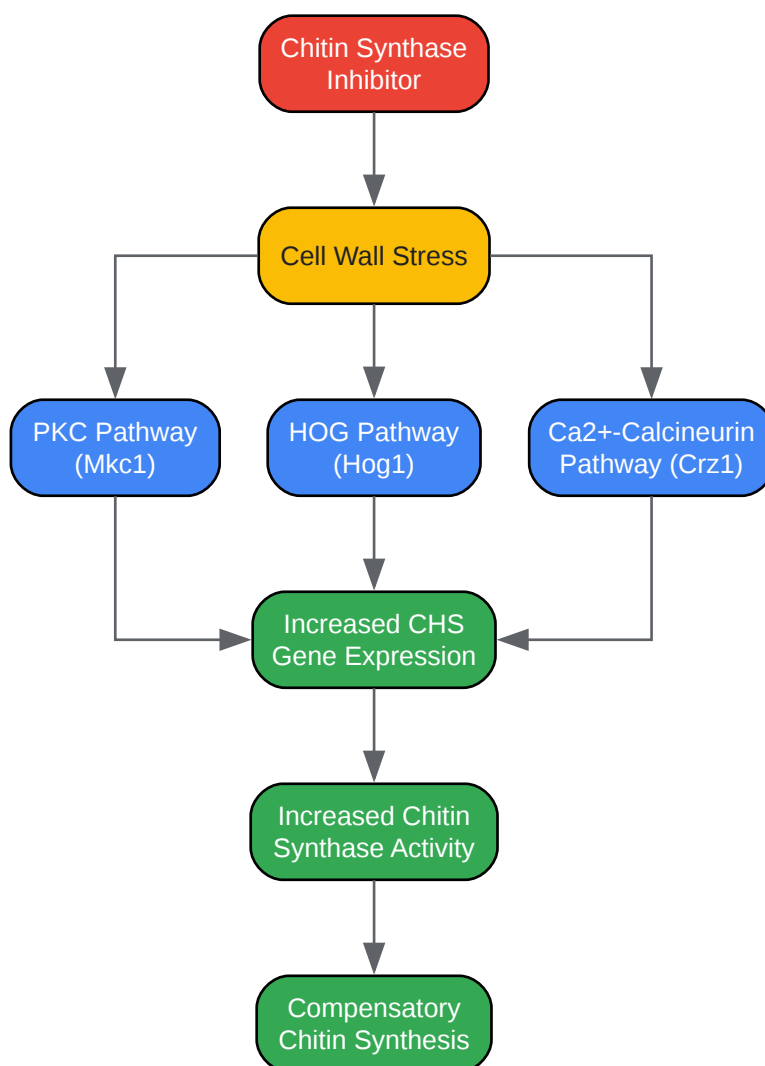 Chitin Synthase
Inhibitor
Cell Wall Stress
PKC Pathway
(Mkc1)
HOG Pathway
(Hog1)
Ca2+-Calcineurin
Pathway (Crz1)
Increased CHS
Gene Expression
Increased Chitin
Synthase Activity
Compensatory
Chitin Synthesis